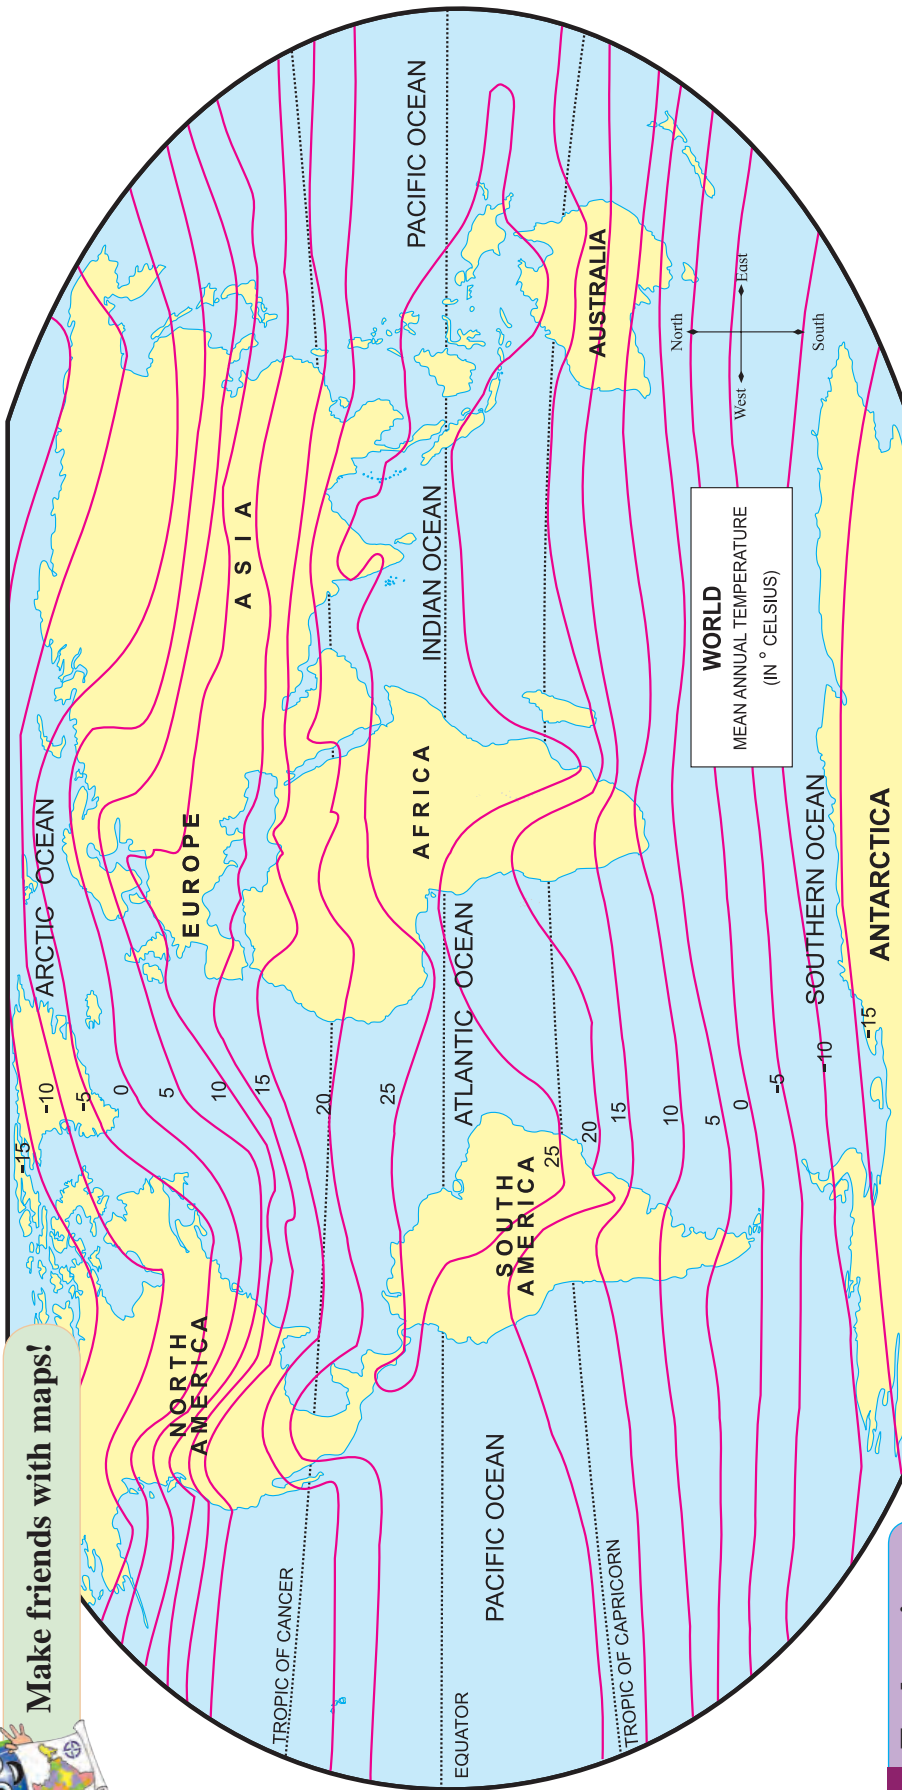 Make friends with maps!
ARCTIC OCEAN
-15
-10
-5
0
5
10
15
20
25
NORTH
AMERICA
EUROPE
ASIA
PACIFIC OCEAN
TROPIC OF CANCER
ATLANTIC OCEAN
AFRICA
INDIAN OCEAN
EQUATOR
PACIFIC OCEAN
SOUTH
AMERICA
AUSTRALIA
TROPIC OF CAPRICORN
25
20
15
10
5
0
-5
-10
-15
WORLD
MEAN ANNUAL TEMPERATURE
(IN ° CELSIUS)
North
West
East
South
SOUTHERN OCEAN
ANTARCTICA